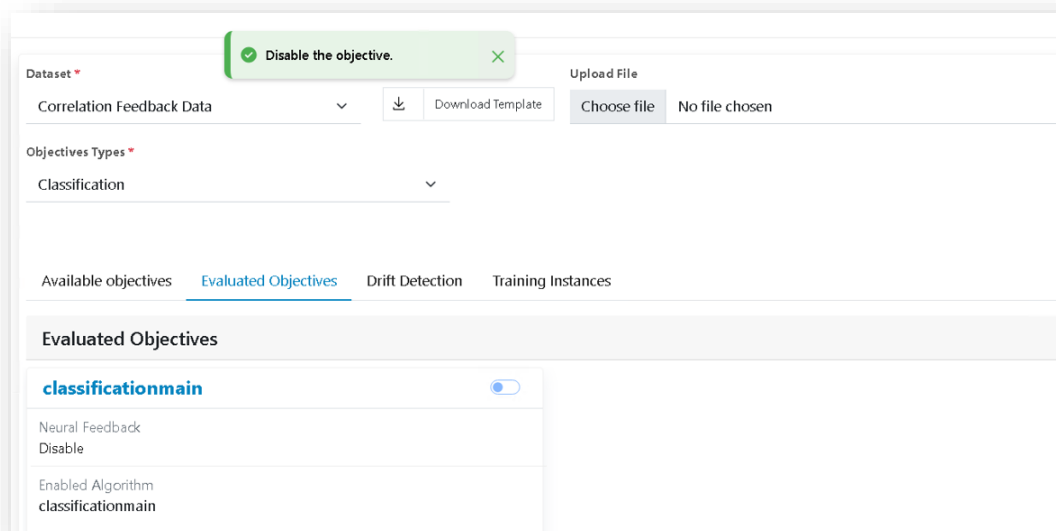 Disable the objective.
Dataset *
Upload File
Correlation Feedback Data
Download Template
Choose file No file chosen
Objectives Types *
Classification
Available objectives Evaluated Objectives Drift Detection Training Instances
Evaluated Objectives
classificationmain
Neural Feedback
Disable
Enabled Algorithm
classificationmain